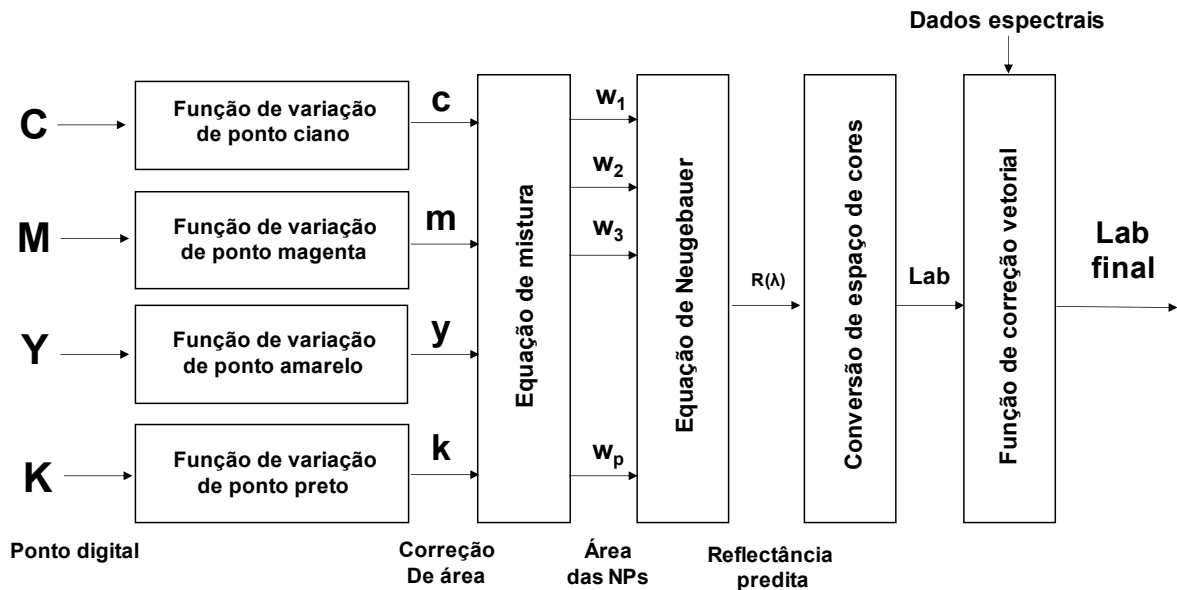 Dados espectrais
C
Função de variação
de ponto ciano
c
M
Função de variação
de ponto magenta
m
Y
Função de variação
de ponto amarelo
y
K
Função de variação
de ponto preto
k
Equação de mistura
w1
w2
w3
wp
Equação de Neugebauer
R(λ)
Conversão de espaço de cores
Lab
Função de correção vetorial
Lab
final
Ponto digital
Correção
De área
Área
das NPs
Reflectância
predita